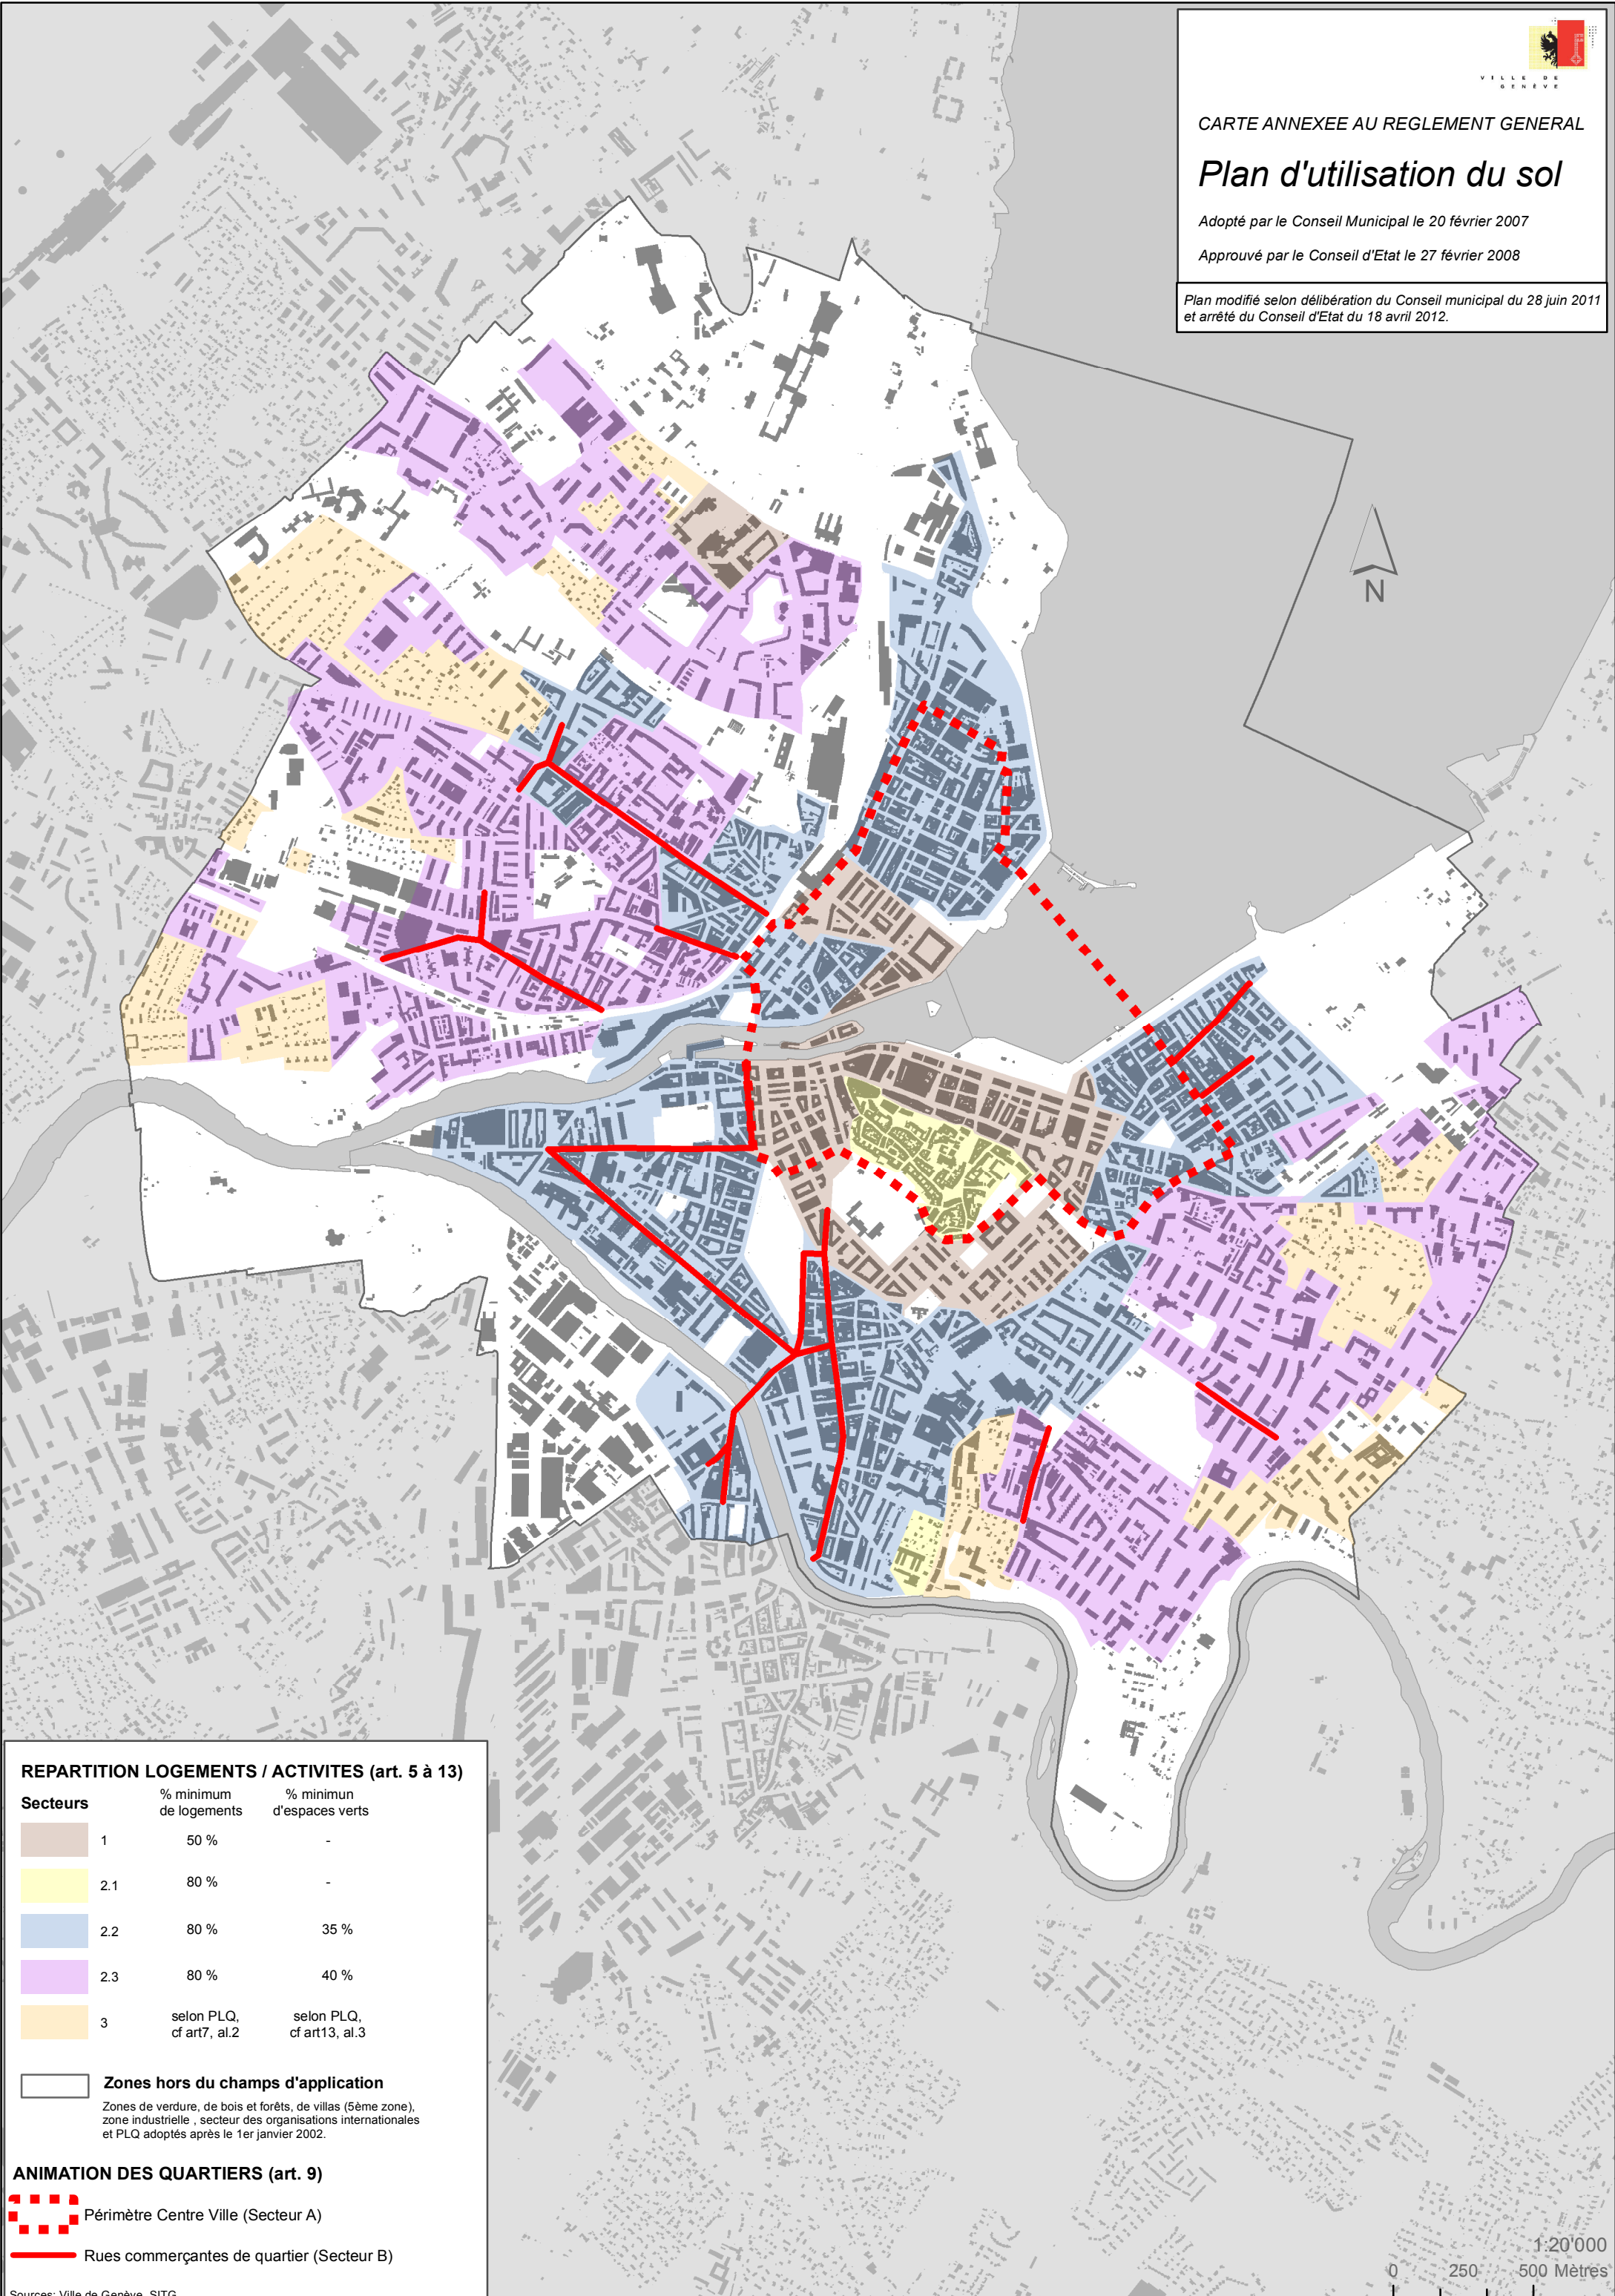 VILLE DE
GENÈVE
CARTE ANNEXEE AU REGLEMENT GENERAL
Plan d'utilisation du sol
Adopté par le Conseil Municipal le 20 février 2007
Approuvé par le Conseil d'Etat le 27 février 2008
Plan modifié selon délibération du Conseil municipal du 28 juin 2011
et arrêté du Conseil d'Etat du 18 avril 2012.
N
REPARTITION LOGEMENTS / ACTIVITES (art. 5 à 13)
Secteurs % minimum de logements % minimun d'espaces verts
1 50 % -
2.1 80 % -
2.2 80 % 35 %
2.3 80 % 40 %
3 selon PLQ, cf art7, al.2 selon PLQ, cf art13, al.3
Zones hors du champs d'application
Zones de verdure, de bois et forêts, de villas (5ème zone),
zone industrielle , secteur des organisations internationales
et PLQ adoptés après le 1er janvier 2002.
ANIMATION DES QUARTIERS (art. 9)
Périmètre Centre Ville (Secteur A)
Rues commerçantes de quartier (Secteur B)
Sources: Ville de Genève, SITG
1:20'000
0 250 500 Mètres